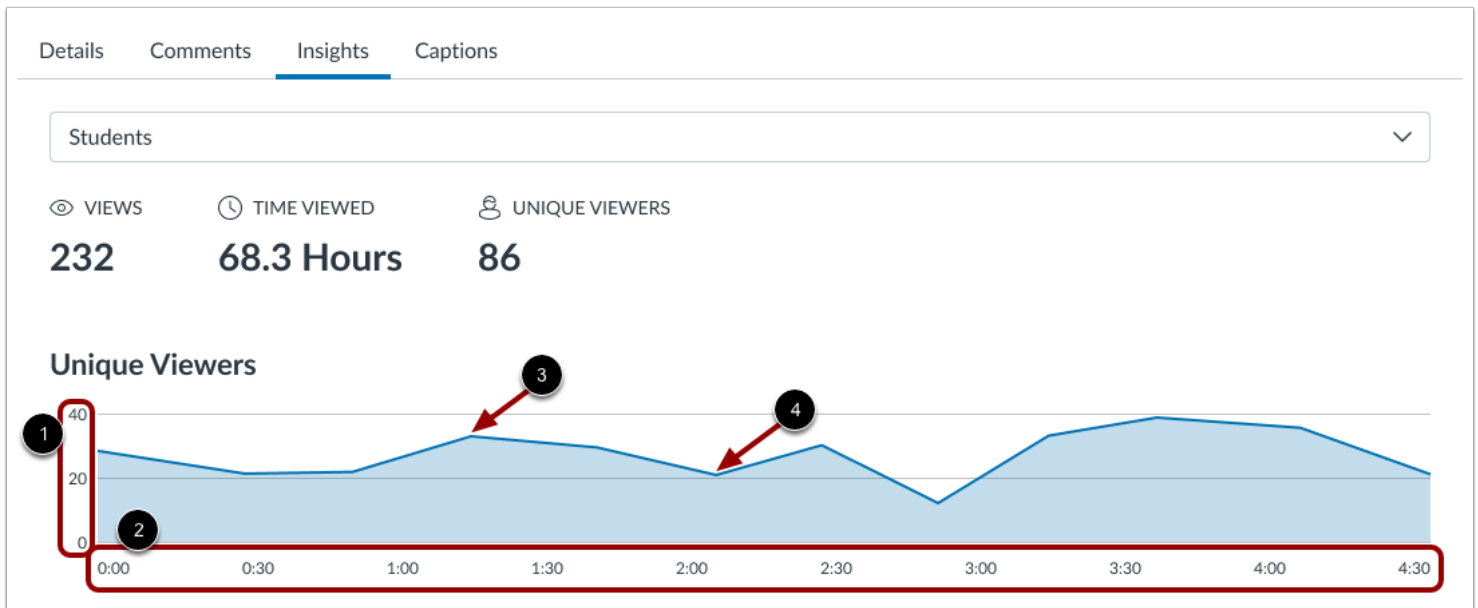 Details Comments Insights Captions
Students
VIEWS TIME VIEWED UNIQUE VIEWERS
232 68.3 Hours 86
Unique Viewers
3
40
4
1
20
2
0
0:00 0:30 1:00 1:30 2:00 2:30 3:00 3:30 4:00 4:30